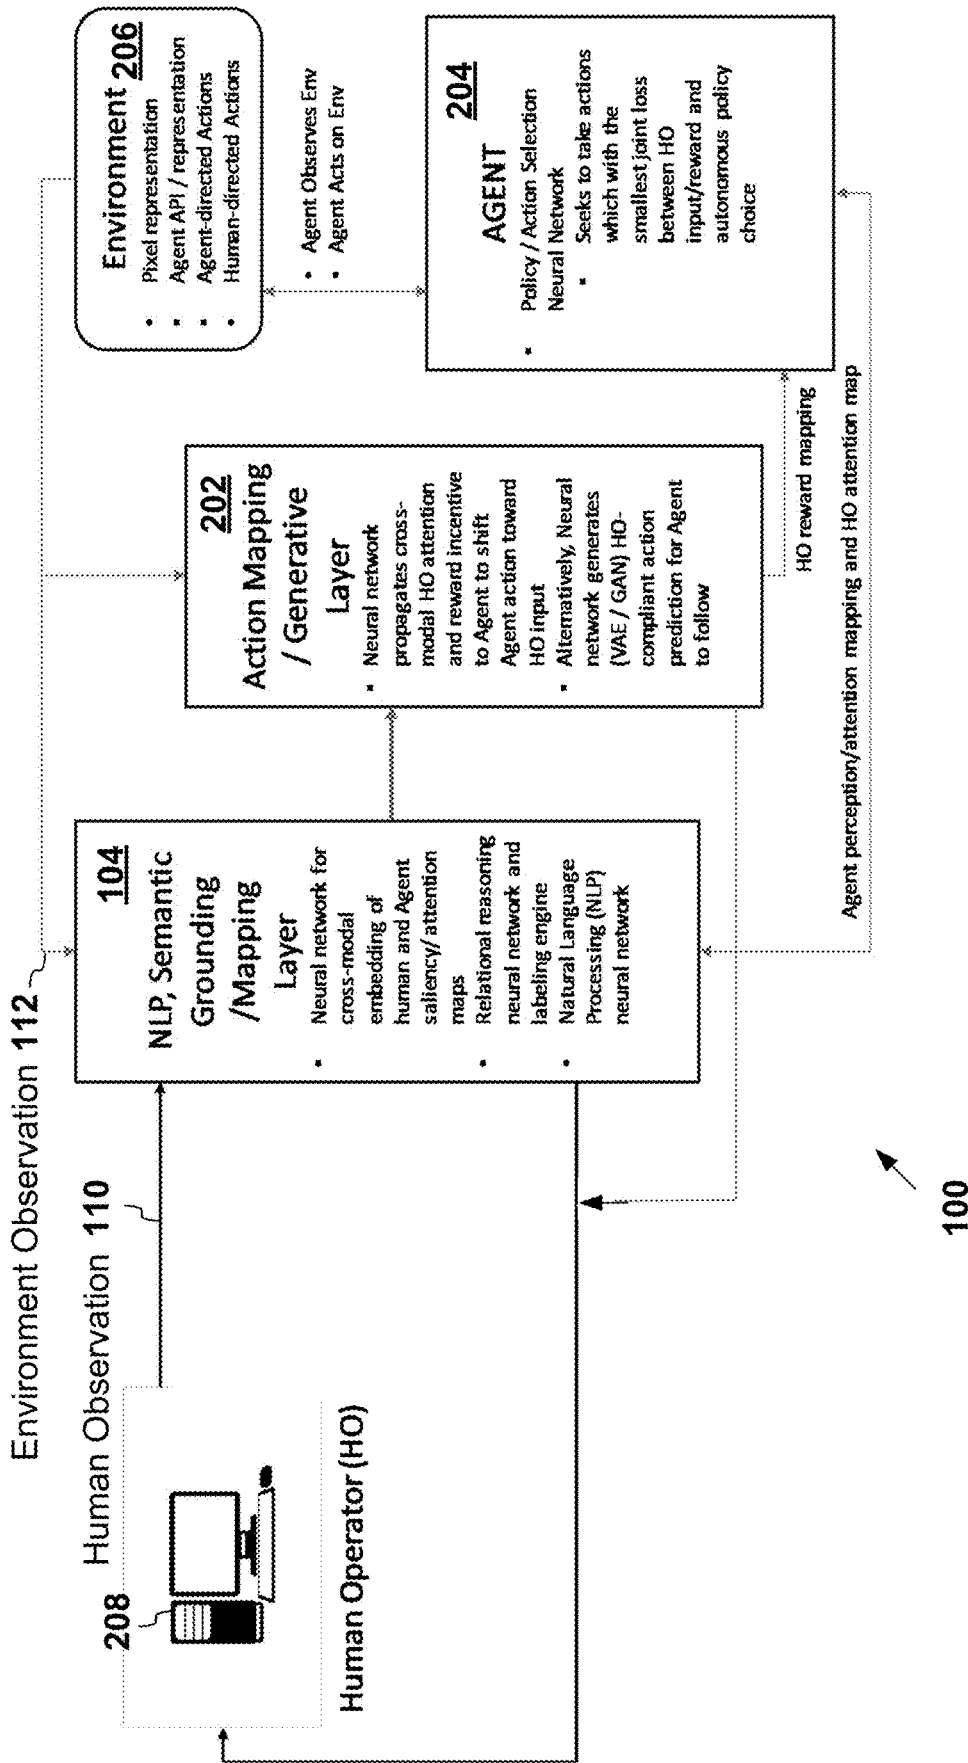 Environment Observation 112
Human Observation 110
208
Human Operator (HO)
104
NLP, Semantic
Grounding
/Mapping
Layer
• Neural network for
cross-modal
embedding of
human and Agent
saliency/attention
maps
• Relational reasoning
neural network and
labeling engine
• Natural Language
Processing (NLP)
neural network
202
Action Mapping
/ Generative
Layer
• Neural network
propagates cross-
modal HO attention
and reward incentive
to Agent to shift
Agent action toward
HO input
• Alternatively, Neural
network generates
(VAE / GAN) HO-
compliant action
prediction for Agent
to follow
Environment 206
• Pixel representation
• Agent API / representation
• Agent-directed Actions
• Human-directed Actions
• Agent Observes Env
• Agent Acts on Env
204
AGENT
• Policy / Action Selection
Neural Network
• Seeks to take actions
which with the
smallest joint loss
between HO
input/reward and
autonomous policy
choice
HO reward mapping
Agent perception/attention mapping and HO attention map
100